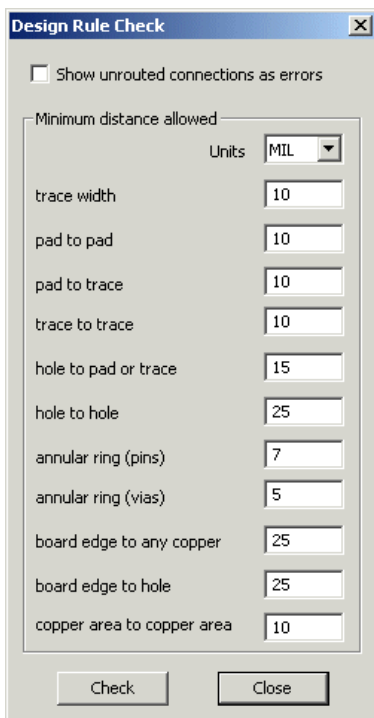 Design Rule Check
Show unrouted connections as errors
Minimum distance allowed
Units MIL
trace width 10
pad to pad 10
pad to trace 10
trace to trace 10
hole to pad or trace 15
hole to hole 25
annular ring (pins) 7
annular ring (vias) 5
board edge to any copper 25
board edge to hole 25
copper area to copper area 10
Check Close